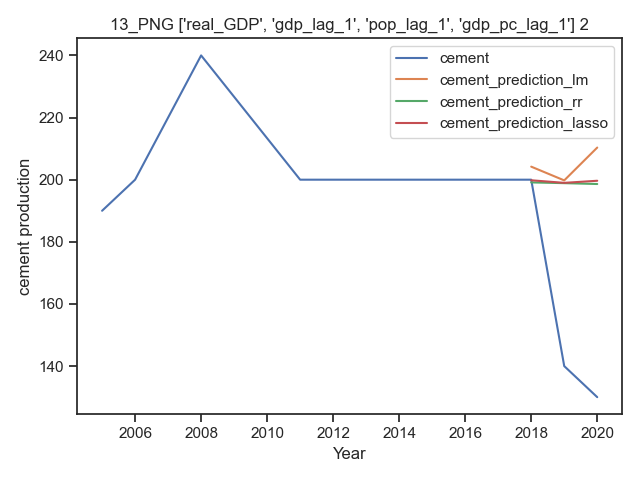 13_PNG ['real_GDP', 'gdp_lag_1', 'pop_lag_1', 'gdp_pc_lag_1'] 2
cement
cement_prediction_lm
cement_prediction_rr
cement_prediction_lasso
240
220
200
180
160
140
cement production
2006 2008 2010 2012 2014 2016 2018 2020
Year